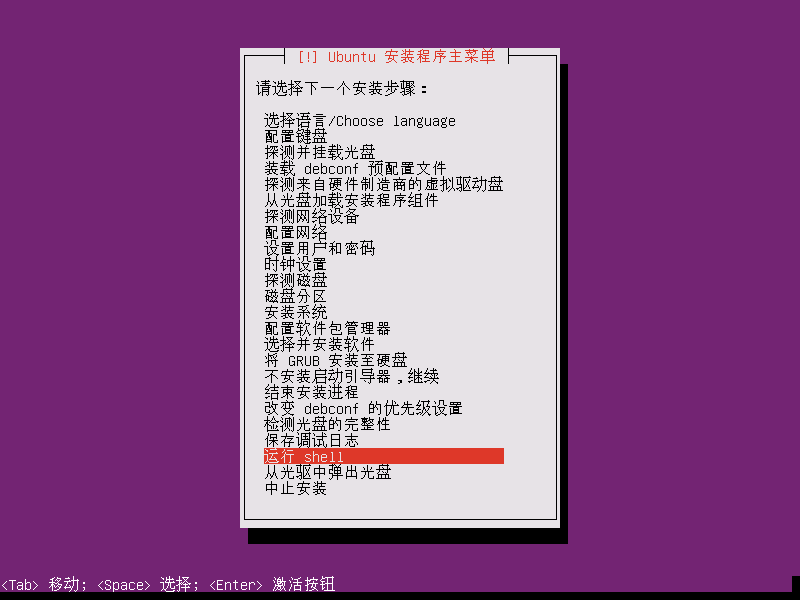 [!] Ubuntu 安装程序主菜单
请选择下一个安装步骤：
选择语言/Choose language
配置键盘
探测并挂载光盘
装载 debconf 预配置文件
探测来自硬件制造商的虚拟驱动盘
从光盘加载安装程序组件
探测网络设备
配置网络
设置用户和密码
时钟设置
探测磁盘
磁盘分区
安装系统
配置软件包管理器
选择并安装软件
将 GRUB 安装至硬盘
不安装启动引导器，继续
结束安装进程
改变 debconf 的优先级设置
检测光盘的完整性
保存调试日志
运行 shell
从光驱中弹出光盘
中止安装
<Tab> 移动; <Space> 选择; <Enter> 激活按钮